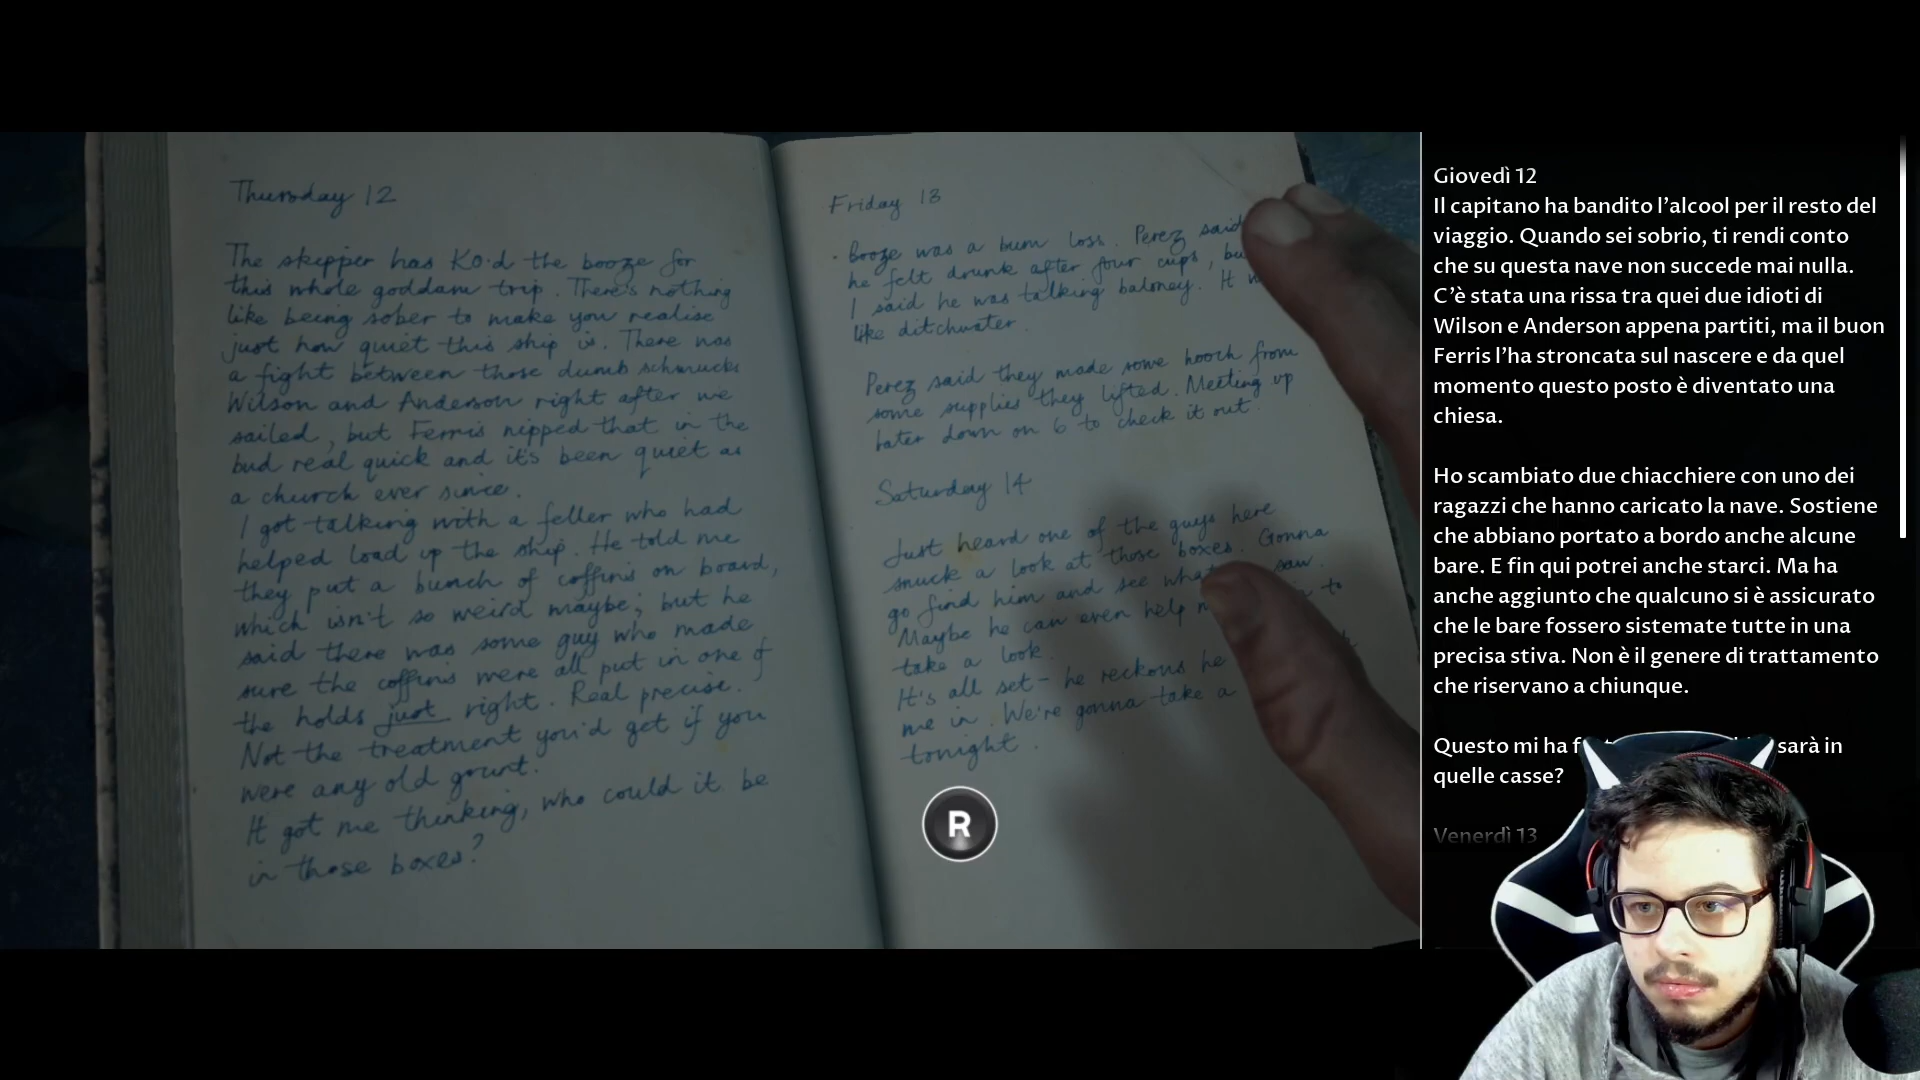 Thursday 12
The skipper has KO'd the booze for
this whole goddam trip. There's nothing
like being sober to make you realise
just how quiet this ship is. There was
a fight between those dumb schmucks
Wilson and Anderson right after we
sailed, but Ferris nipped that in the
bud real quick and it's been quiet as
a church ever since.
I got talking with a feller who had
helped load up the ship. He told me
they put a bunch of coffins on board,
which isn't so weird maybe; but he
said there was some guy who made
sure the coffins were all put in one of
the holds just right. Real precise.
Not the treatment you'd get if you
were any old grunt.
It got me thinking, who could it be
in those boxes?
Friday 13
Booze was a bum loss. Perez said
he felt drunk after four cups, but
I said he was talking baloney. It
like ditchwater.
Perez said they made some hooch from
some supplies they lifted. Meeting up
later down on 6 to check it out.
Saturday 14
Just heard one of the guys here
snuck a look at those boxes. Gonna
go find him and see what saw.
Maybe he can even help to
take a look.
It's all set - he reckons he
me in. We're gonna take a
tonight.
R
Giovedì 12
Il capitano ha bandito l'alcool per il resto del
viaggio. Quando sei sobrio, ti rendi conto
che su questa nave non succede mai nulla.
C'è stata una rissa tra quei due idioti di
Wilson e Anderson appena partiti, ma il buon
Ferris l'ha stroncata sul nascere e da quel
momento questo posto è diventato una
chiesa.
Ho scambiato due chiacchiere con uno dei
ragazzi che hanno caricato la nave. Sostiene
che abbiano portato a bordo anche alcune
bare. E fin qui potrei anche starci. Ma ha
anche aggiunto che qualcuno si è assicurato
che le bare fossero sistemate tutte in una
precisa stiva. Non è il genere di trattamento
che riservano a chiunque.
Questo mi ha sarà in
quelle casse?
Venerdì 13